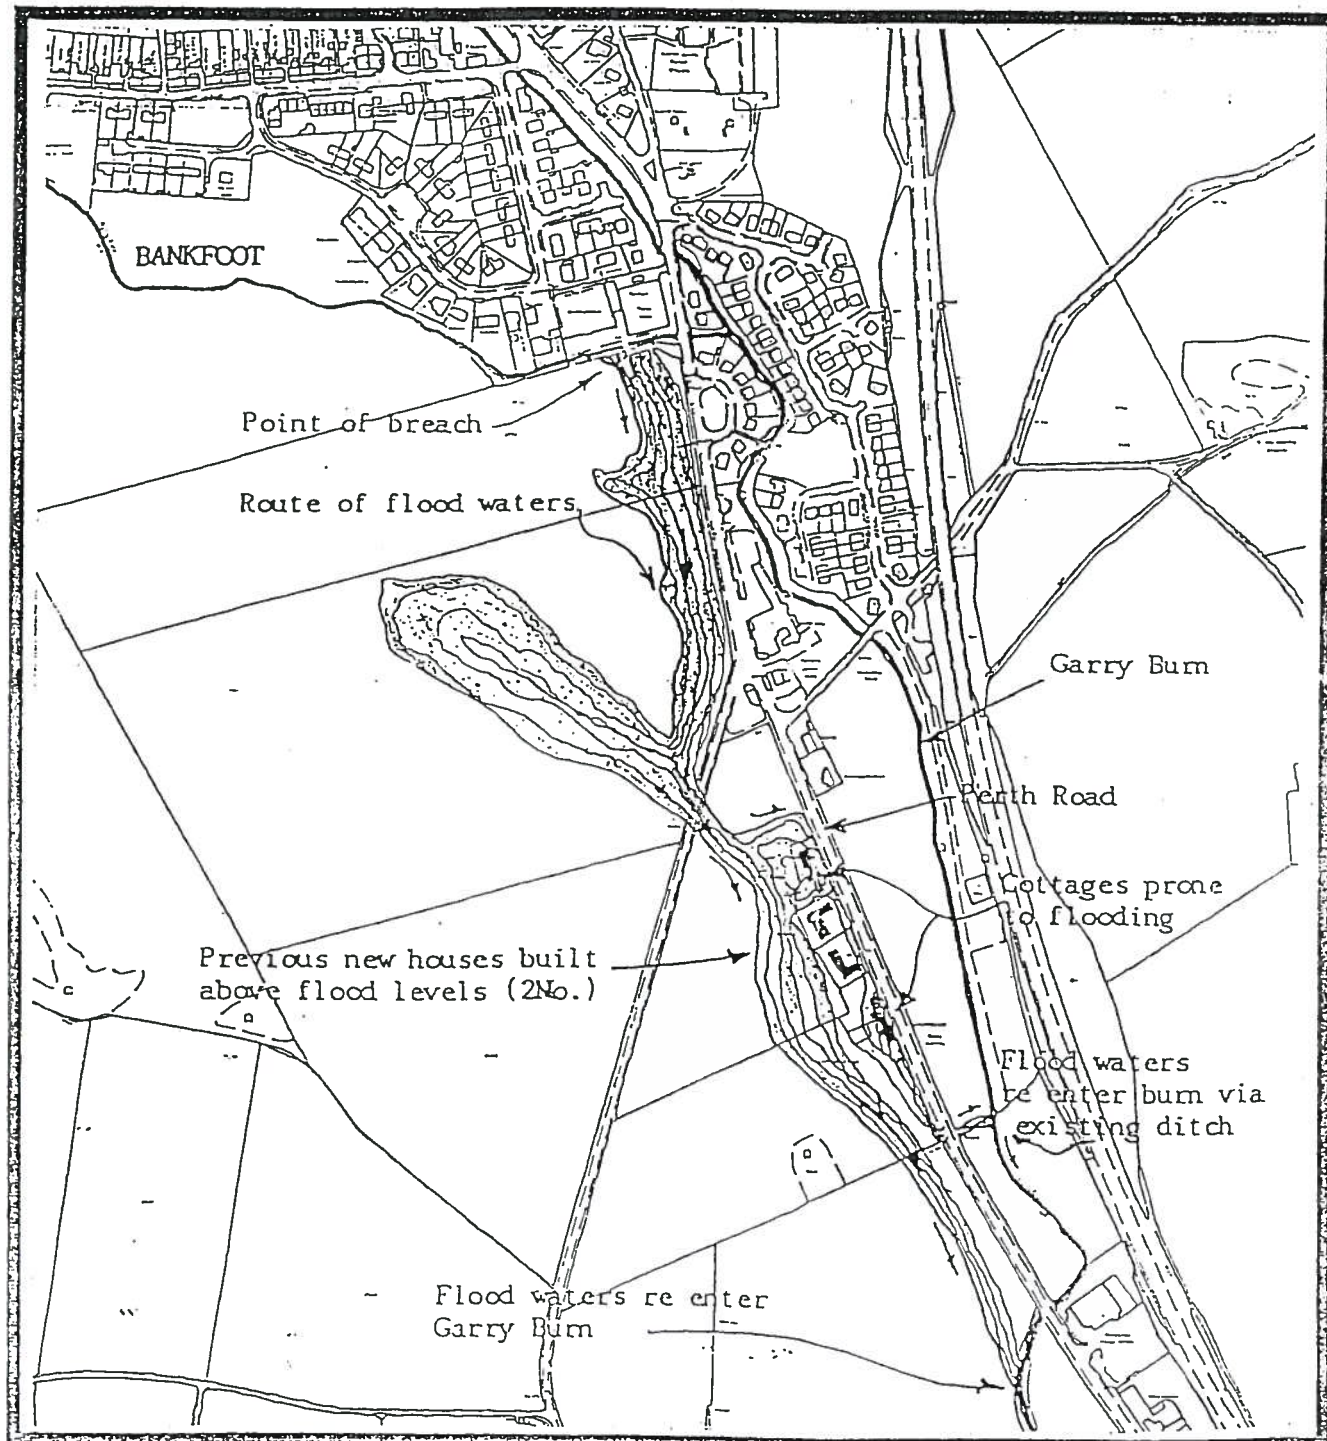 BANKFOOT
Point of breach
Route of flood waters
Garry Burn
Perth Road
Cottages prone
to flooding
Previous new houses built
above flood levels (2No.)
Flood waters
re enter burn via
existing ditch
Flood waters re enter
Garry Burn